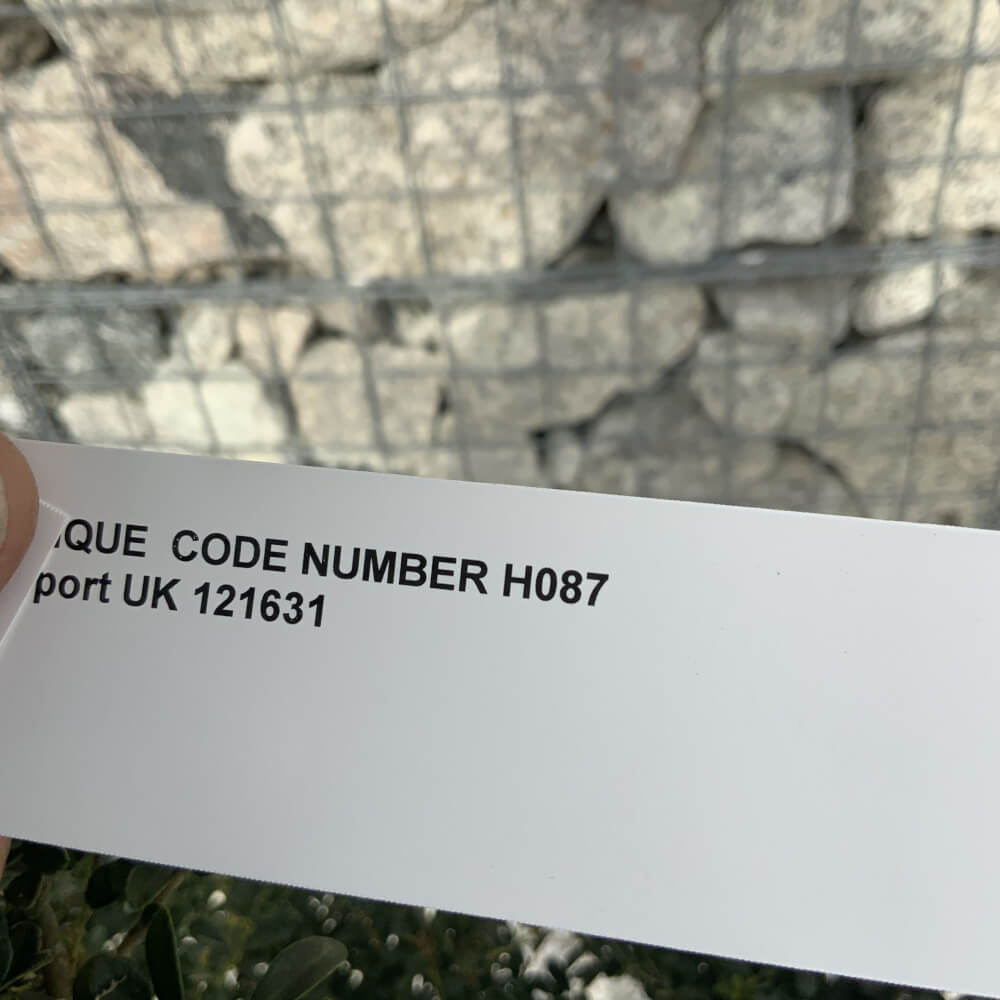 IQUE CODE NUMBER H087
port UK 121631